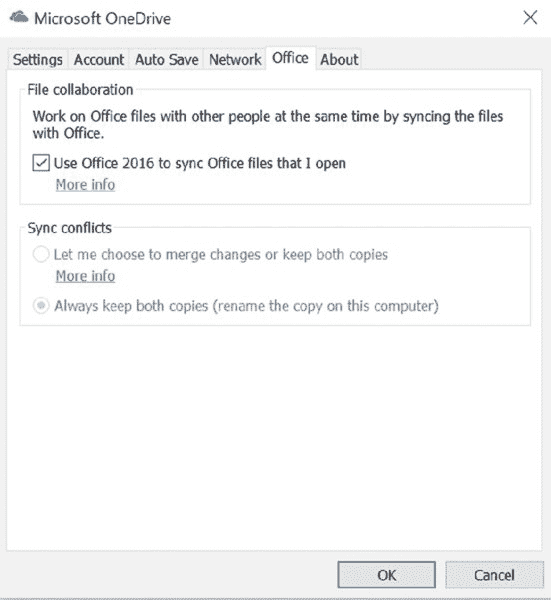 Microsoft OneDrive
Settings Account Auto Save Network Office About
File collaboration
Work on Office files with other people at the same time by syncing the files
with Office.
Use Office 2016 to sync Office files that I open
More info
Sync conflicts
Let me choose to merge changes or keep both copies
More info
Always keep both copies (rename the copy on this computer)
OK Cancel